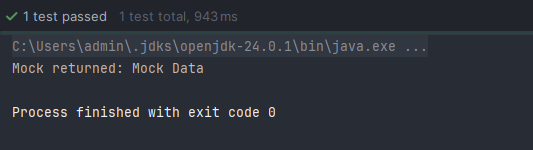 1 test passed 1 test total, 943 ms
C:\Users\admin\.jdks\openjdk-24.0.1\bin\java.exe ...
Mock returned: Mock Data
Process finished with exit code 0